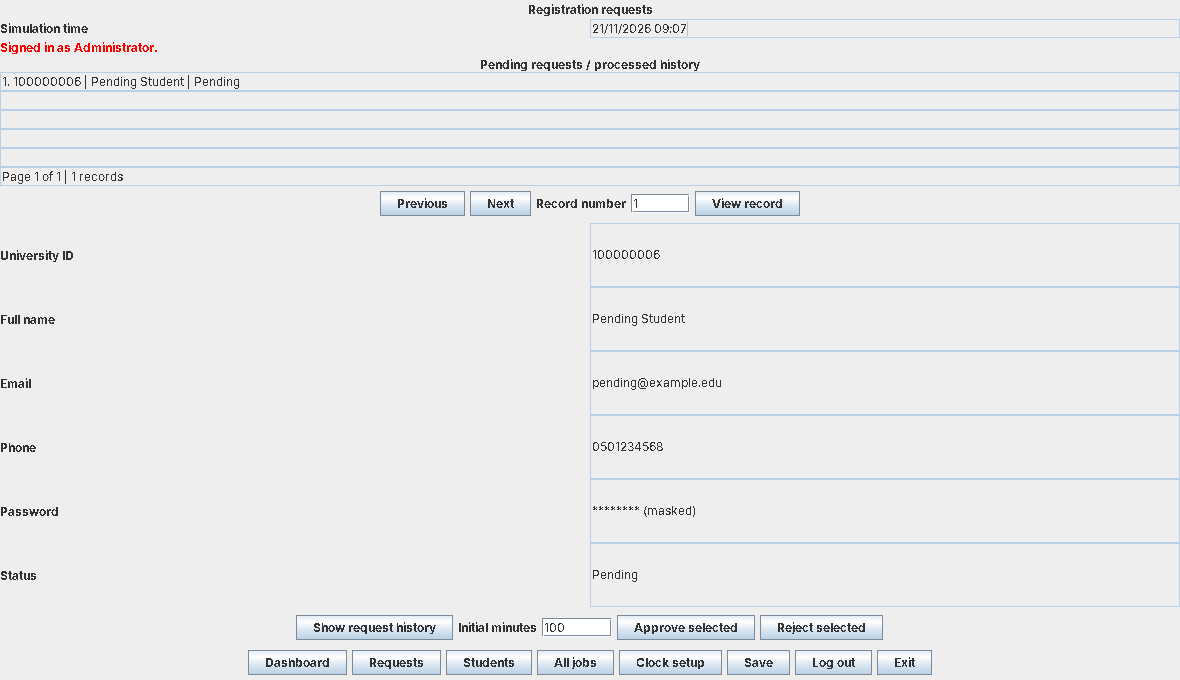 Registration requests
Simulation time 21/11/2026 09:07
Signed in as Administrator.
Pending requests / processed history
1. 100000006 | Pending Student | Pending
Page 1 of 1 | 1 records
Previous Next Record number 1 View record
University ID 100000006
Full name Pending Student
Email pending@example.edu
Phone 0501234568
Password ******** (masked)
Status Pending
Show request history Initial minutes 100 Approve selected Reject selected
Dashboard Requests Students All jobs Clock setup Save Log out Exit